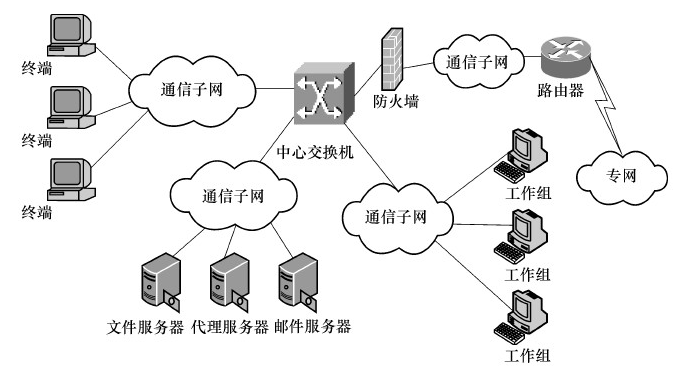 终端
通信子网
防火墙
通信子网
路由器
终端
中心交换机
终端
通信子网
通信子网
工作组
专网
工作组
文件服务器
代理服务器
邮件服务器
工作组